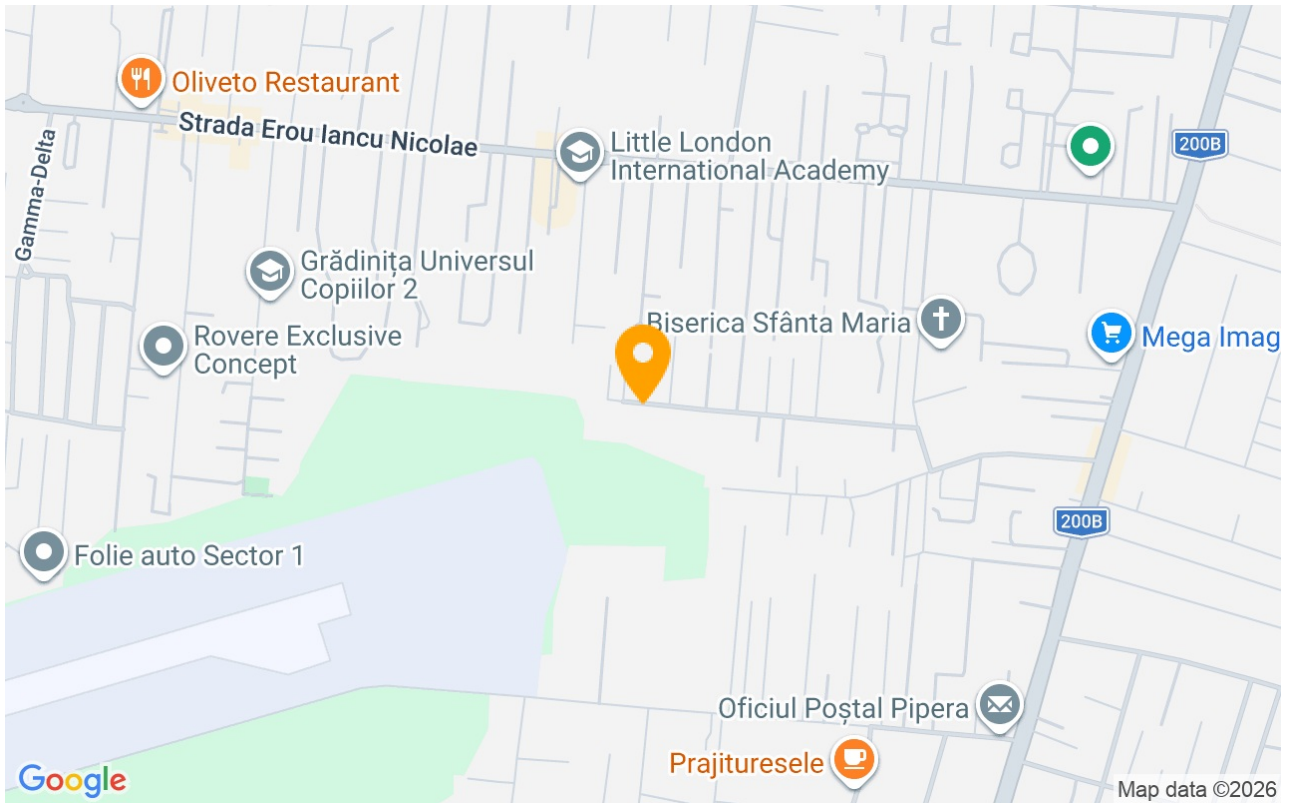 Oliveto Restaurant
Strada Erou Iancu Nicolae
Little London
International Academy
200B
Gamma-Delta
Grădinița Universul
Copiilor 2
Biserica Sfânta Maria
Rovere Exclusive
Concept
Mega Imag
200B
Folie auto Sector 1
Oficiul Poștal Pipera
Prajituresele
Google
Map data ©2026